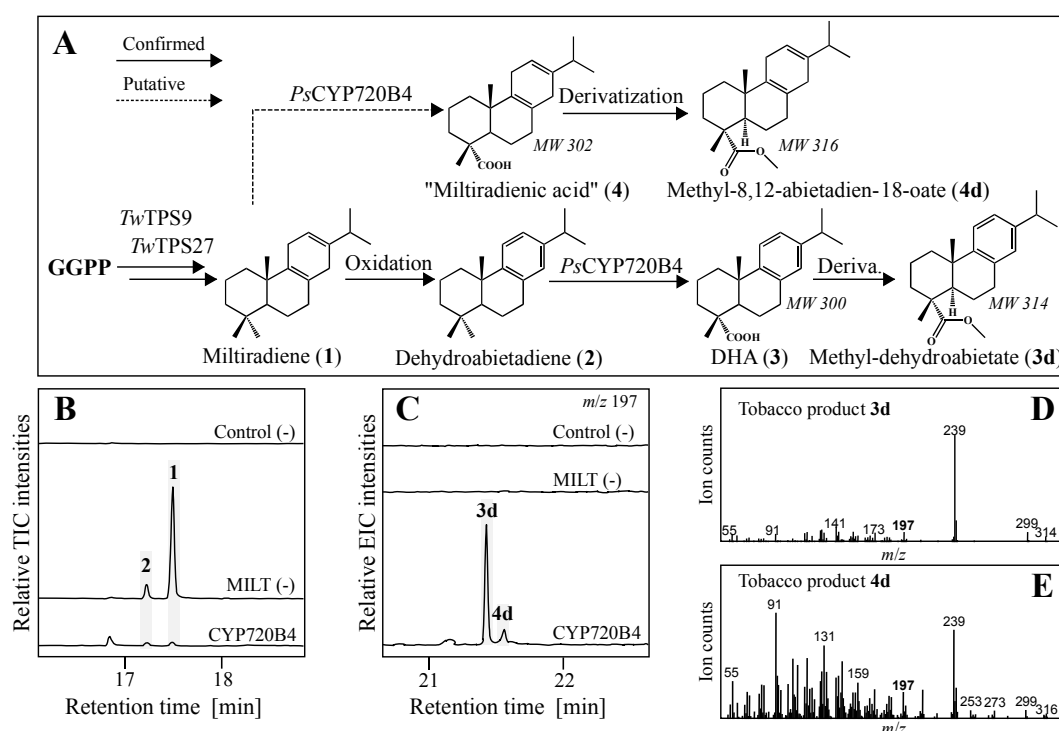 A
Confirmed
Putative
PsCYP720B4
Derivatization
MW 302
COOH
MW 316
H
O
O
"Miltiradienic acid" (4)
Methyl-8,12-abietadien-18-oate (4d)
TwTPS9
TwTPS27
GGPP
Oxidation
PsCYP720B4
Deriva.
MW 300
COOH
MW 314
H
O
O
Miltiradiene (1)
Dehydroabietadiene (2)
DHA (3)
Methyl-dehydroabietate (3d)
B
Relative TIC intensities
Control (-)
1
2
MILT (-)
CYP720B4
17
18
Retention time [min]
C
m/z 197
Relative EIC intensities
Control (-)
MILT (-)
3d
4d
CYP720B4
21
22
Retention time [min]
D
Tobacco product 3d
Ion counts
239
55
91
141
173
197
299
314
m/z
E
Tobacco product 4d
Ion counts
91
239
131
55
159
197
253
273
299
316
m/z